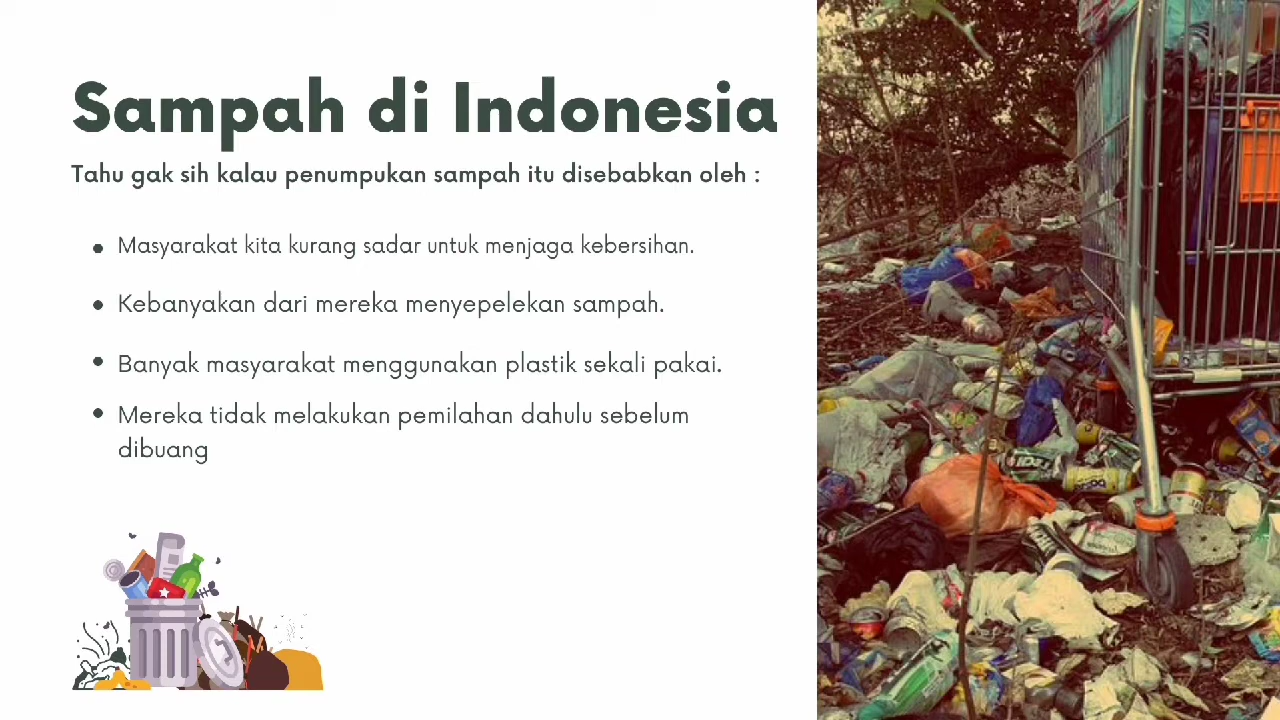 Sampah di Indonesia
Tahu gak sih kalau penumpukan sampah itu disebabkan oleh :
Masyarakat kita kurang sadar untuk menjaga kebersihan.
Kebanyakan dari mereka menyepelekan sampah.
Banyak masyarakat menggunakan plastik sekali pakai.
Mereka tidak melakukan pemilahan dahulu sebelum
dibuang